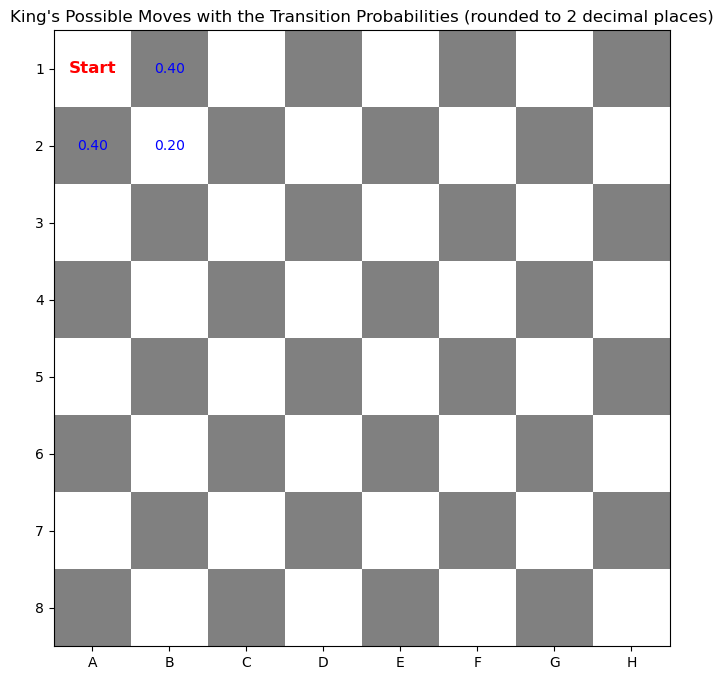 King's Possible Moves with the Transition Probabilities (rounded to 2 decimal places)
1 Start 0.40
2 0.40 0.20
3
4
5
6
7
8
A B C D E F G H